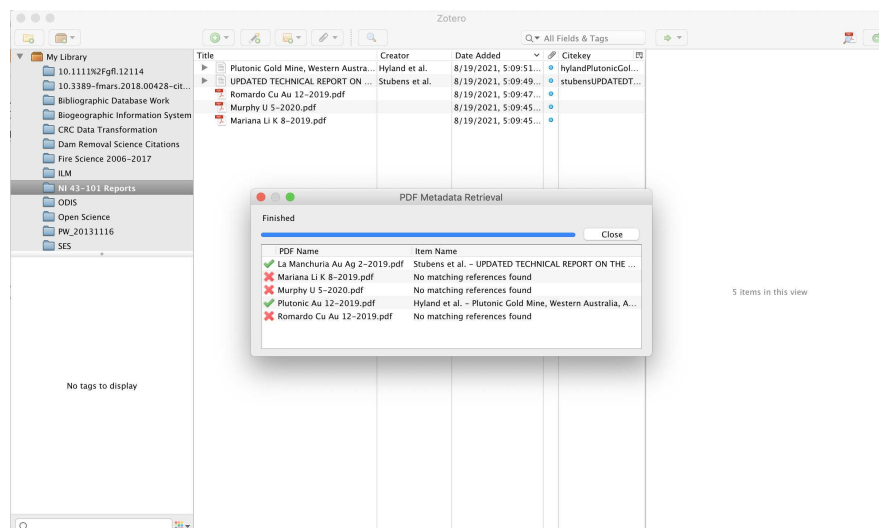 Zotero
All Fields & Tags
My Library
10.1111%2Fgfl.12114
10.3389-fmars.2018.00428-cit...
Bibliographic Database Work
Biogeographic Information System
CRC Data Transformation
Dam Removal Science Citations
Fire Science 2006-2017
ILM
NI 43-101 Reports
ODIS
Open Science
PW_20131116
SES
No tags to display
Title Creator Date Added Citekey
Plutonic Gold Mine, Western Austra... Hyland et al. 8/19/2021, 5:09:51... hylandPlutonicGol...
UPDATED TECHNICAL REPORT ON ... Stubens et al. 8/19/2021, 5:09:49... stubensUPDATEDT...
Romardo Cu Au 12-2019.pdf 8/19/2021, 5:09:47...
Murphy U 5-2020.pdf 8/19/2021, 5:09:45...
Mariana Li K 8-2019.pdf 8/19/2021, 5:09:45...
PDF Metadata Retrieval
Finished
Close
PDF Name Item Name
La Manchuria Au Ag 2-2019.pdf Stubens et al. - UPDATED TECHNICAL REPORT ON THE ...
Mariana Li K 8-2019.pdf No matching references found
Murphy U 5-2020.pdf No matching references found
Plutonic Au 12-2019.pdf Hyland et al. - Plutonic Gold Mine, Western Australia, A...
Romardo Cu Au 12-2019.pdf No matching references found
5 items in this view